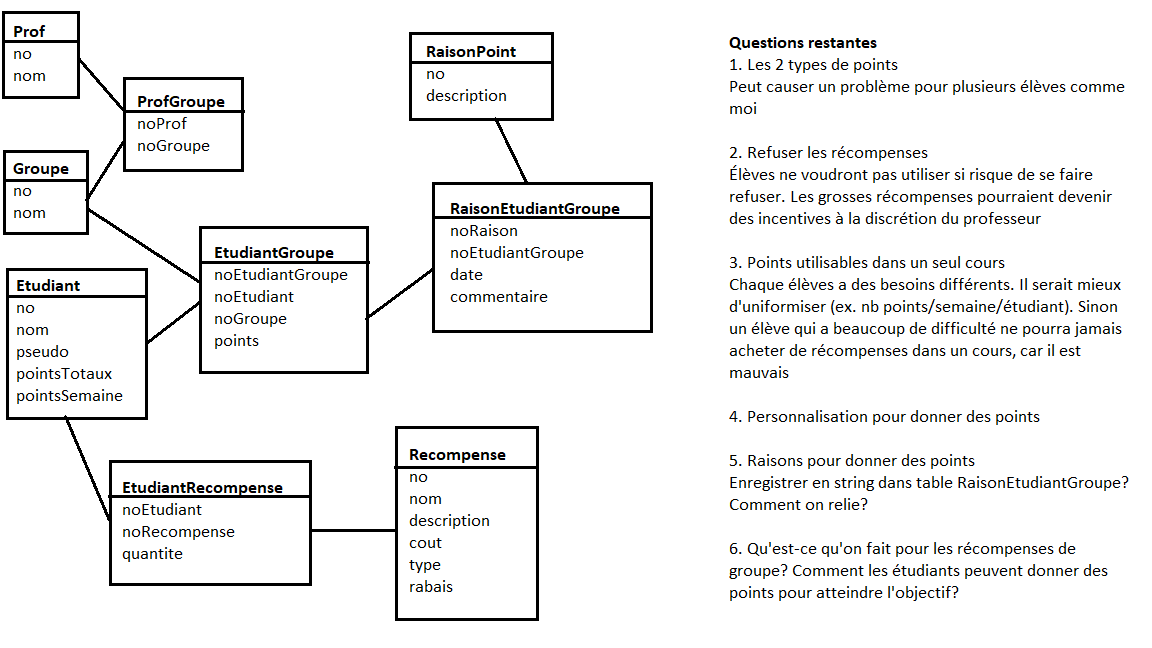 Prof
no
nom
ProfGroupe
noProf
noGroupe
Groupe
no
nom
Etudiant
no
nom
pseudo
pointsTotaux
pointsSemaine
EtudiantGroupe
noEtudiantGroupe
noEtudiant
noGroupe
points
RaisonPoint
no
description
RaisonEtudiantGroupe
noRaison
noEtudiantGroupe
date
commentaire
EtudiantRecompense
noEtudiant
noRecompense
quantite
Recompense
no
nom
description
cout
type
rabais
Questions restantes
1. Les 2 types de points
Peut causer un problème pour plusieurs élèves comme
moi
2. Refuser les récompenses
Élèves ne voudront pas utiliser si risque de se faire
refuser. Les grosses récompenses pourraient devenir
des incentives à la discrétion du professeur
3. Points utilisables dans un seul cours
Chaque élèves a des besoins différents. Il serait mieux
d'uniformiser (ex. nb points/semaine/étudiant). Sinon
un élève qui a beaucoup de difficulté ne pourra jamais
acheter de récompenses dans un cours, car il est
mauvais
4. Personnalisation pour donner des points
5. Raisons pour donner des points
Enregistrer en string dans table RaisonEtudiantGroupe?
Comment on relie?
6. Qu'est-ce qu'on fait pour les récompenses de
groupe? Comment les étudiants peuvent donner des
points pour atteindre l'objectif?